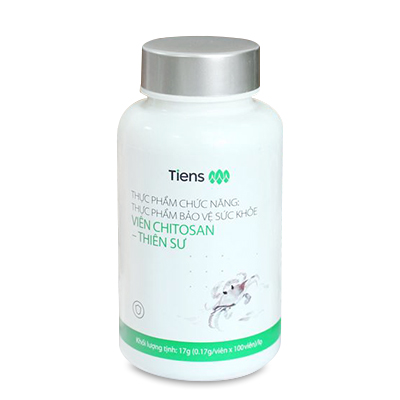 Tiens
THỰC PHẨM CHỨC NĂNG:
THỰC PHẨM BẢO VỆ SỨC KHỎE
VIÊN CHITOSAN
– THIÊN SƯ
Khối lượng tịnh: 17g (0.17g/viên x 100viên)/lọ